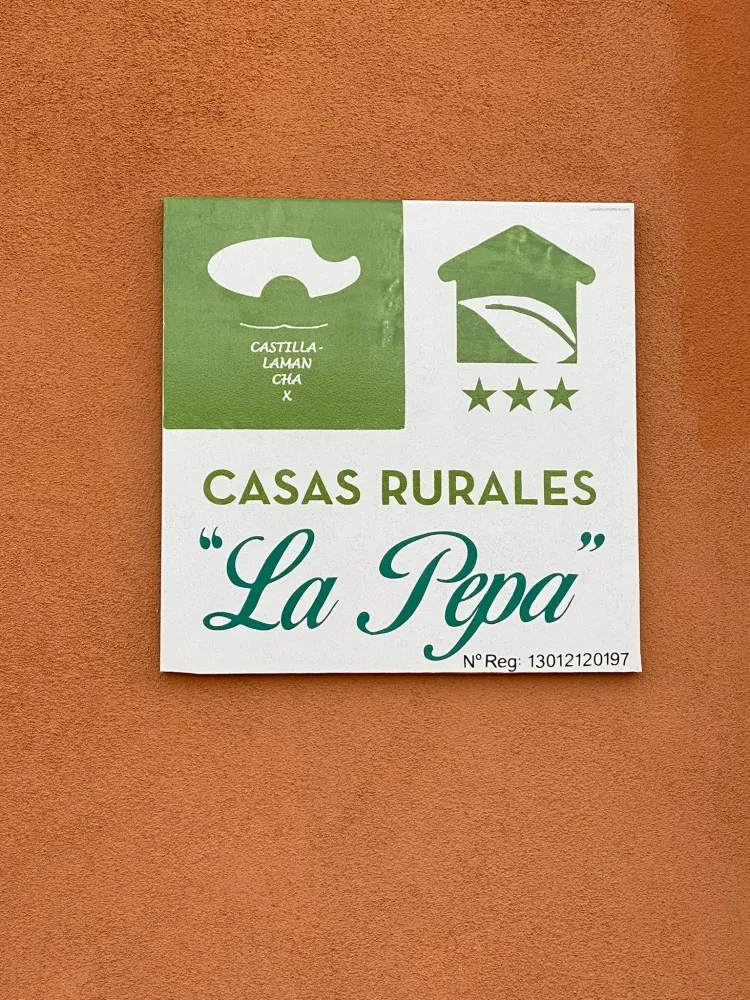 CASTILLA-
LAMAN
CHA
X
CASAS RURALES
“La Pepa”
Nº Reg: 13012120197